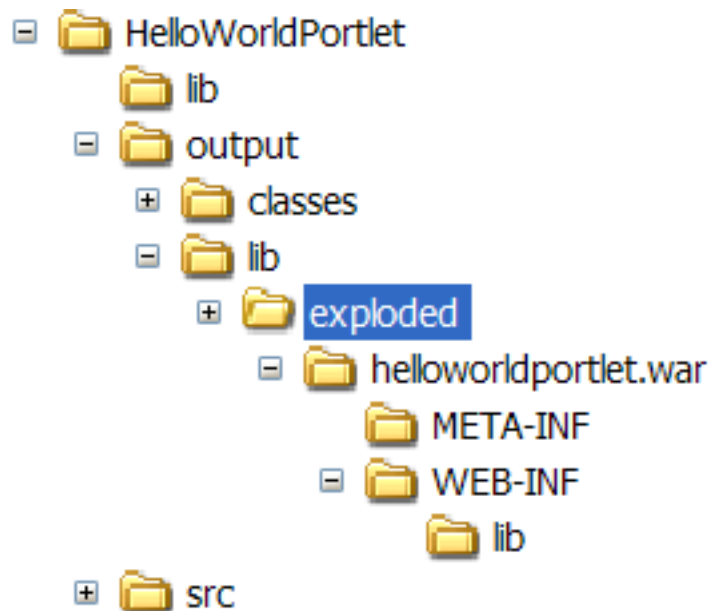 HelloWorldPortlet
lib
output
classes
lib
exploded
helloworldportlet.war
META-INF
WEB-INF
lib
src